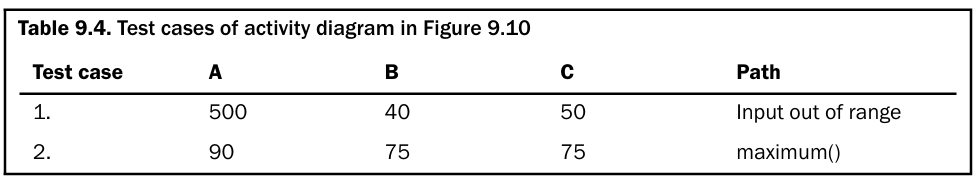 Table 9.4. Test cases of activity diagram in Figure 9.10
Test case A B C Path
1. 500 40 50 Input out of range
2. 90 75 75 maximum()